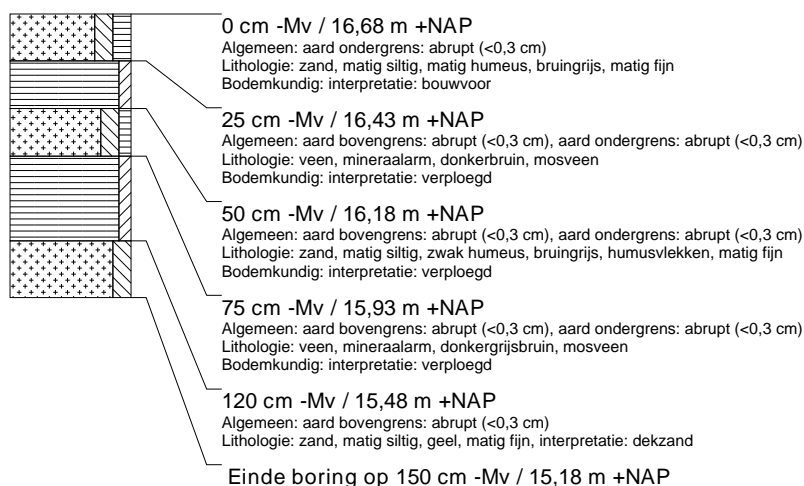 0 cm -Mv / 16,68 m +NAP
Algemeen: aard ondergrens: abrupt (<0,3 cm)
Lithologie: zand, matig siltig, matig humeus, bruingrijs, matig fijn
Bodemkundig: interpretatie: bouwvoor
25 cm -Mv / 16,43 m +NAP
Algemeen: aard bovengrens: abrupt (<0,3 cm), aard ondergrens: abrupt (<0,3 cm)
Lithologie: veen, mineraalarm, donkerbruin, mosveen
Bodemkundig: interpretatie: verploegd
50 cm -Mv / 16,18 m +NAP
Algemeen: aard bovengrens: abrupt (<0,3 cm), aard ondergrens: abrupt (<0,3 cm)
Lithologie: zand, matig siltig, zwak humeus, bruingrijs, humusvlekken, matig fijn
Bodemkundig: interpretatie: verploegd
75 cm -Mv / 15,93 m +NAP
Algemeen: aard bovengrens: abrupt (<0,3 cm), aard ondergrens: abrupt (<0,3 cm)
Lithologie: veen, mineraalarm, donkergrijsbruin, mosveen
Bodemkundig: interpretatie: verploegd
120 cm -Mv / 15,48 m +NAP
Algemeen: aard bovengrens: abrupt (<0,3 cm)
Lithologie: zand, matig siltig, geel, matig fijn, interpretatie: dekzand
Einde boring op 150 cm -Mv / 15,18 m +NAP